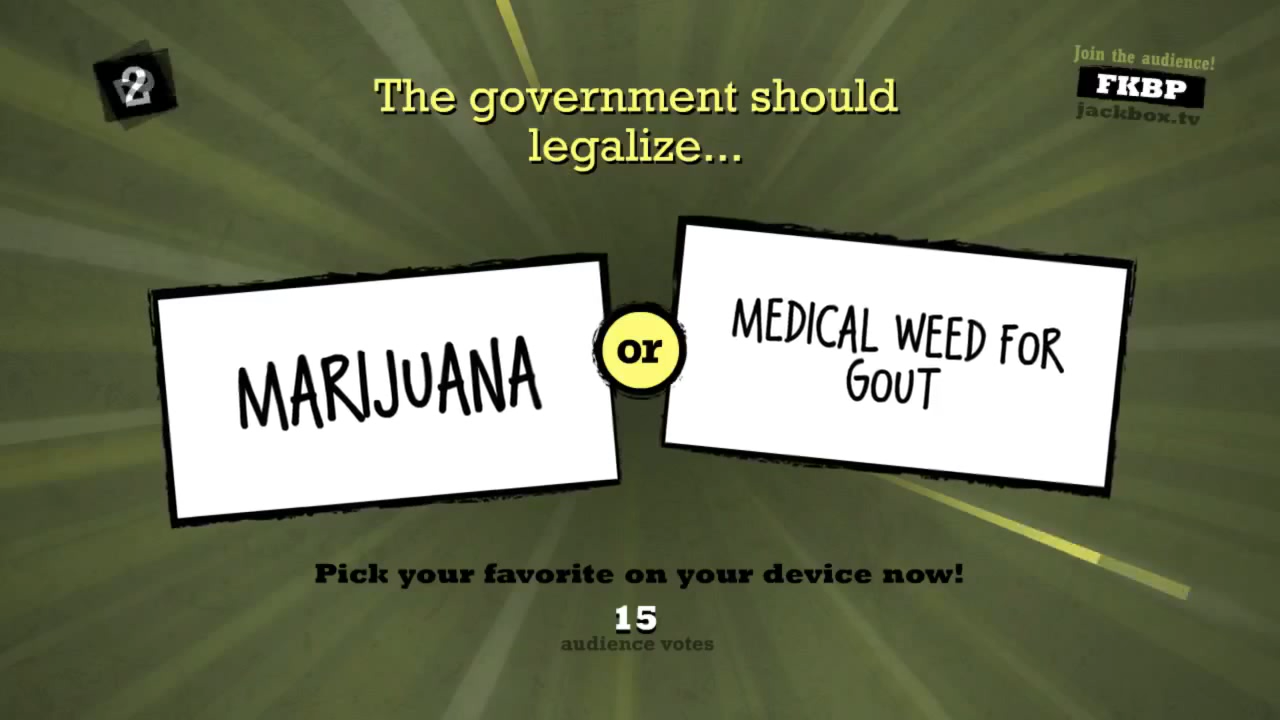 2
Join the audience!
FKBP
jackbox.tv
The government should
legalize...
MARIJUANA
or
MEDICAL WEED FOR
GOUT
Pick your favorite on your device now!
15
audience votes